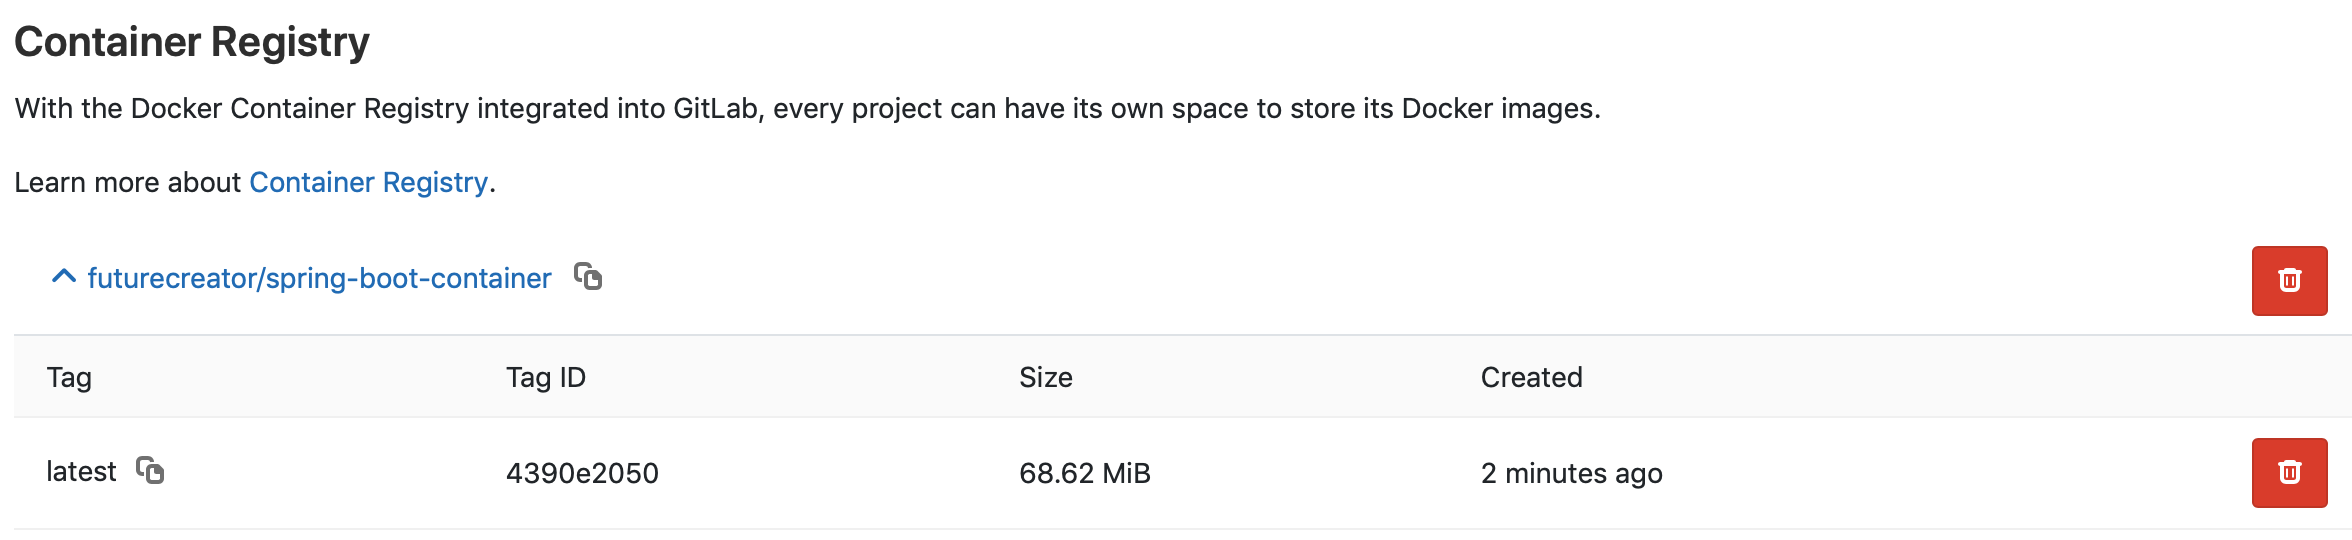 Container Registry
With the Docker Container Registry integrated into GitLab, every project can have its own space to store its Docker images.
Learn more about Container Registry.
futurecreator/spring-boot-container
Tag Tag ID Size Created
latest 4390e2050 68.62 MiB 2 minutes ago